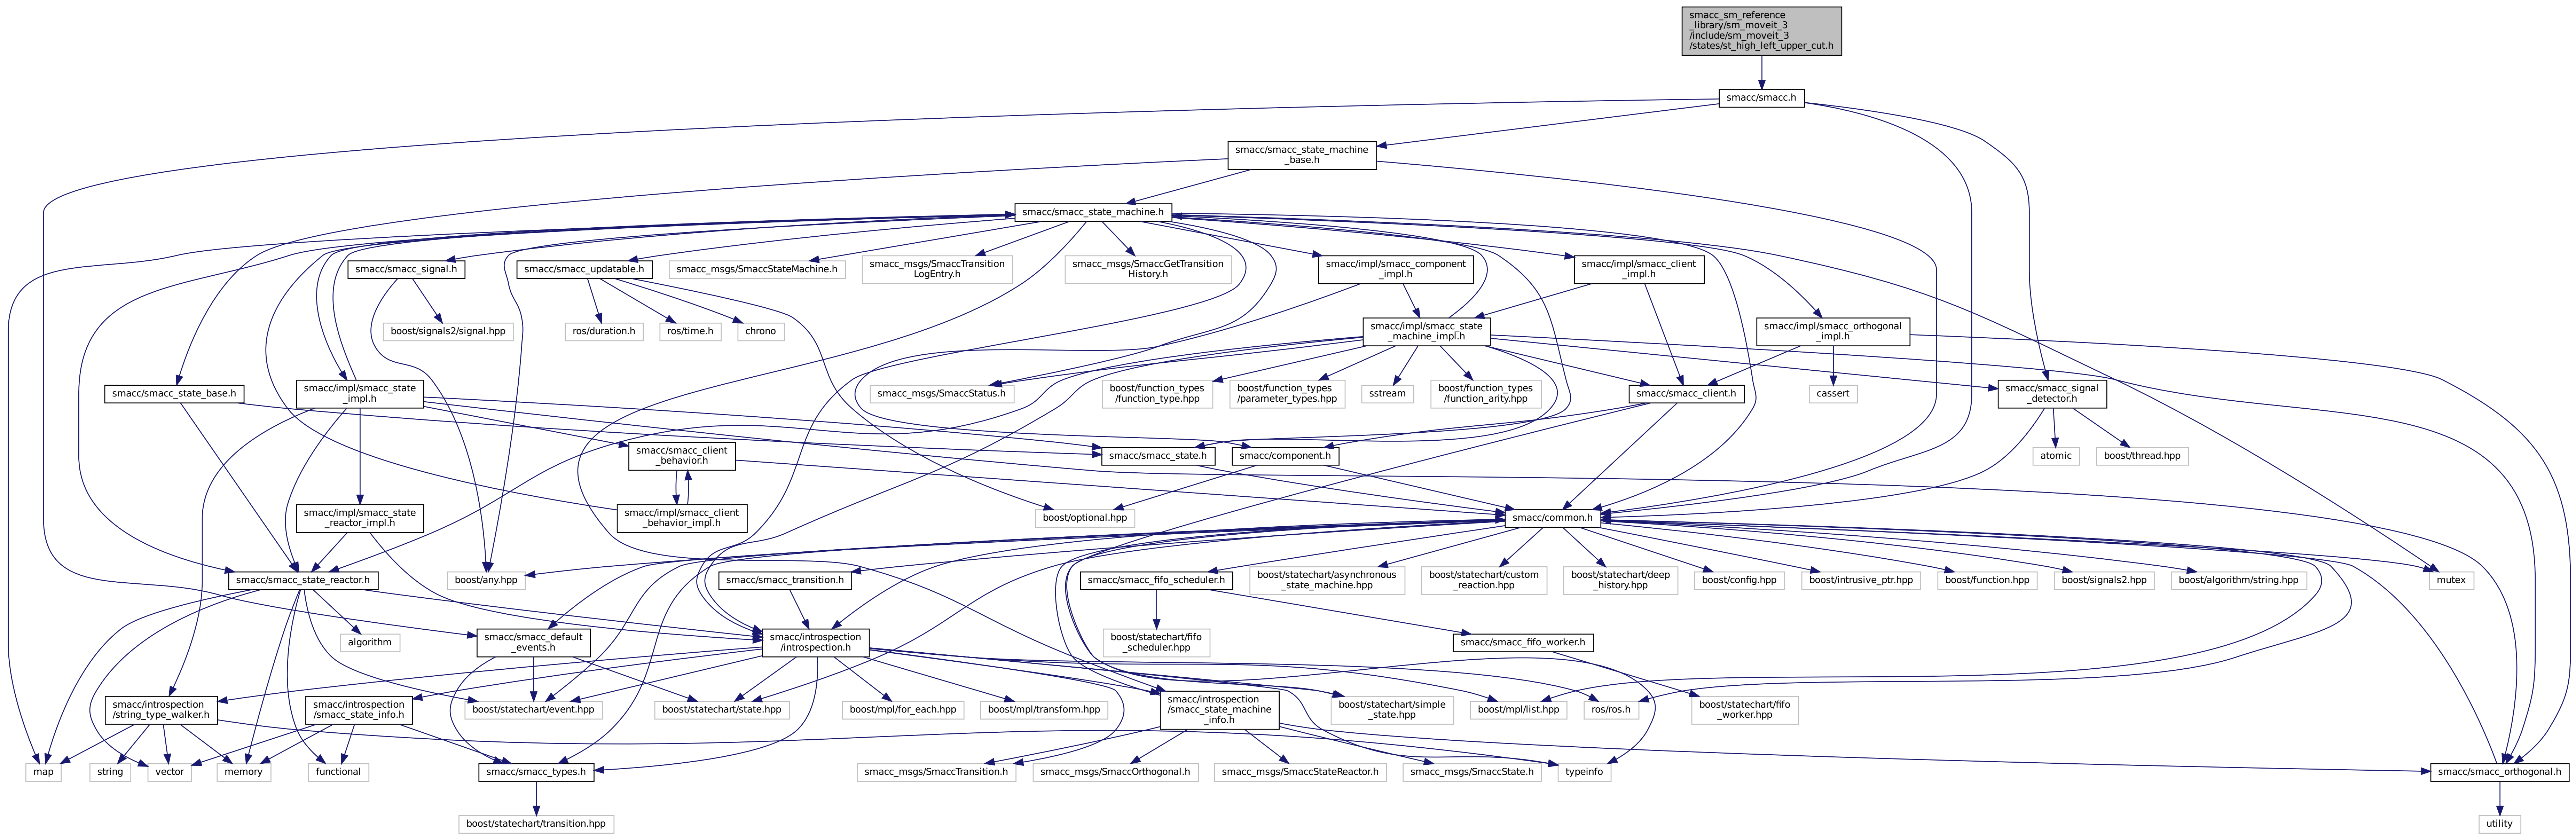 smacc_sm_reference
_library/sm_moveit_3
/include/sm_moveit_3
/states/st_high_left_upper_cut.h
smacc/smacc.h
smacc/smacc_state_machine
_base.h
smacc/smacc_state_machine.h
smacc/smacc_signal.h
smacc/smacc_updatable.h
smacc_msgs/SmaccStateMachine.h
smacc_msgs/SmaccTransition
LogEntry.h
smacc_msgs/SmaccGetTransition
History.h
smacc/impl/smacc_component
_impl.h
smacc/impl/smacc_client
_impl.h
boost/signals2/signal.hpp
ros/duration.h
ros/time.h
chrono
smacc/impl/smacc_state
_machine_impl.h
smacc/impl/smacc_orthogonal
_impl.h
smacc/smacc_state_base.h
smacc/impl/smacc_state
_impl.h
smacc_msgs/SmaccStatus.h
boost/function_types
/function_type.hpp
boost/function_types
/parameter_types.hpp
sstream
boost/function_types
/function_arity.hpp
smacc/smacc_client.h
cassert
smacc/smacc_signal
_detector.h
smacc/smacc_client
_behavior.h
smacc/smacc_state.h
smacc/component.h
atomic
boost/thread.hpp
smacc/impl/smacc_state
_reactor_impl.h
smacc/impl/smacc_client
_behavior_impl.h
boost/optional.hpp
smacc/common.h
smacc/smacc_state_reactor.h
boost/any.hpp
smacc/smacc_transition.h
smacc/smacc_fifo_scheduler.h
boost/statechart/asynchronous
_state_machine.hpp
boost/statechart/custom
_reaction.hpp
boost/statechart/deep
_history.hpp
boost/config.hpp
boost/intrusive_ptr.hpp
boost/function.hpp
boost/signals2.hpp
boost/algorithm/string.hpp
mutex
algorithm
smacc/smacc_default
_events.h
smacc/introspection
/introspection.h
boost/statechart/fifo
_scheduler.hpp
smacc/smacc_fifo_worker.h
smacc/introspection
/string_type_walker.h
smacc/introspection
/smacc_state_info.h
boost/statechart/event.hpp
boost/statechart/state.hpp
boost/mpl/for_each.hpp
boost/mpl/transform.hpp
smacc/introspection
/smacc_state_machine
_info.h
boost/statechart/simple
_state.hpp
boost/mpl/list.hpp
ros/ros.h
boost/statechart/fifo
_worker.hpp
map
string
vector
memory
functional
smacc/smacc_types.h
smacc_msgs/SmaccTransition.h
smacc_msgs/SmaccOrthogonal.h
smacc_msgs/SmaccStateReactor.h
smacc_msgs/SmaccState.h
typeinfo
smacc/smacc_orthogonal.h
boost/statechart/transition.hpp
utility